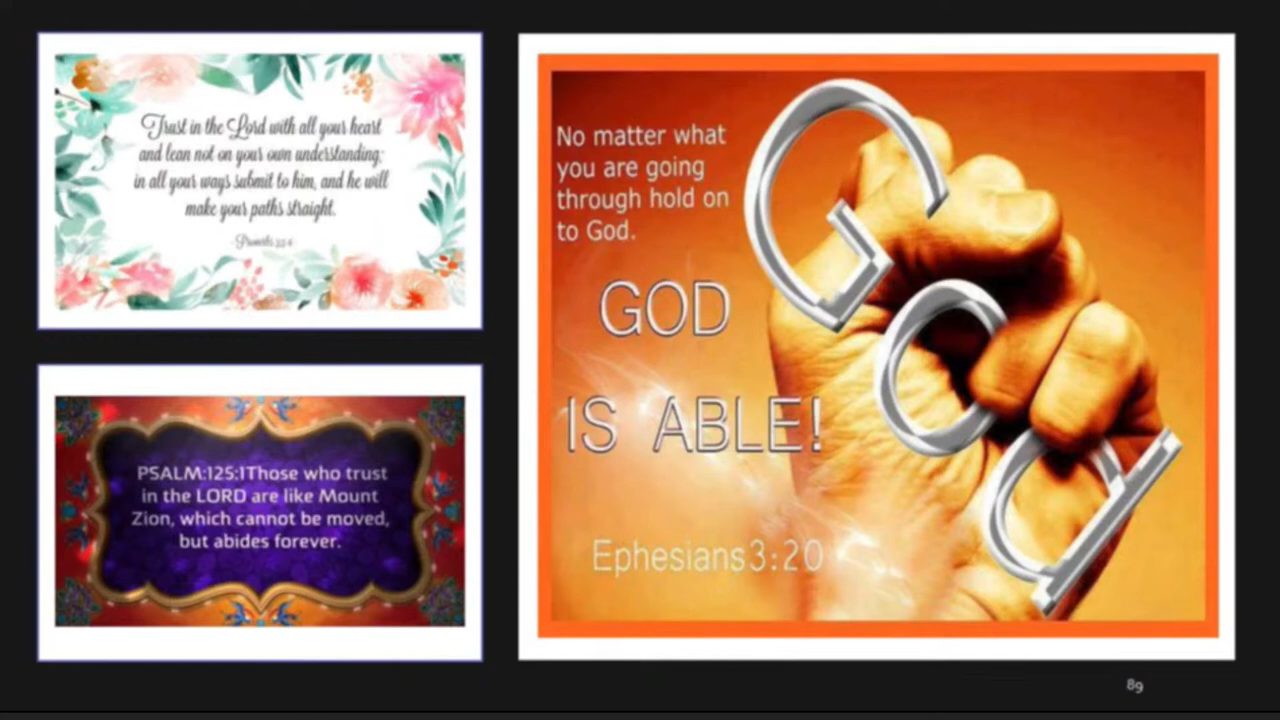 Trust in the Lord with all your heart
and lean not on your own understanding;
in all your ways submit to him, and he will
make your paths straight.
Proverbs
PSALM:125:1Those who trust
in the LORD are like Mount
Zion, which cannot be moved,
but abides forever.
No matter what
you are going
through hold on
to God.
GOD
IS ABLE!
Ephesians3:20
God
89